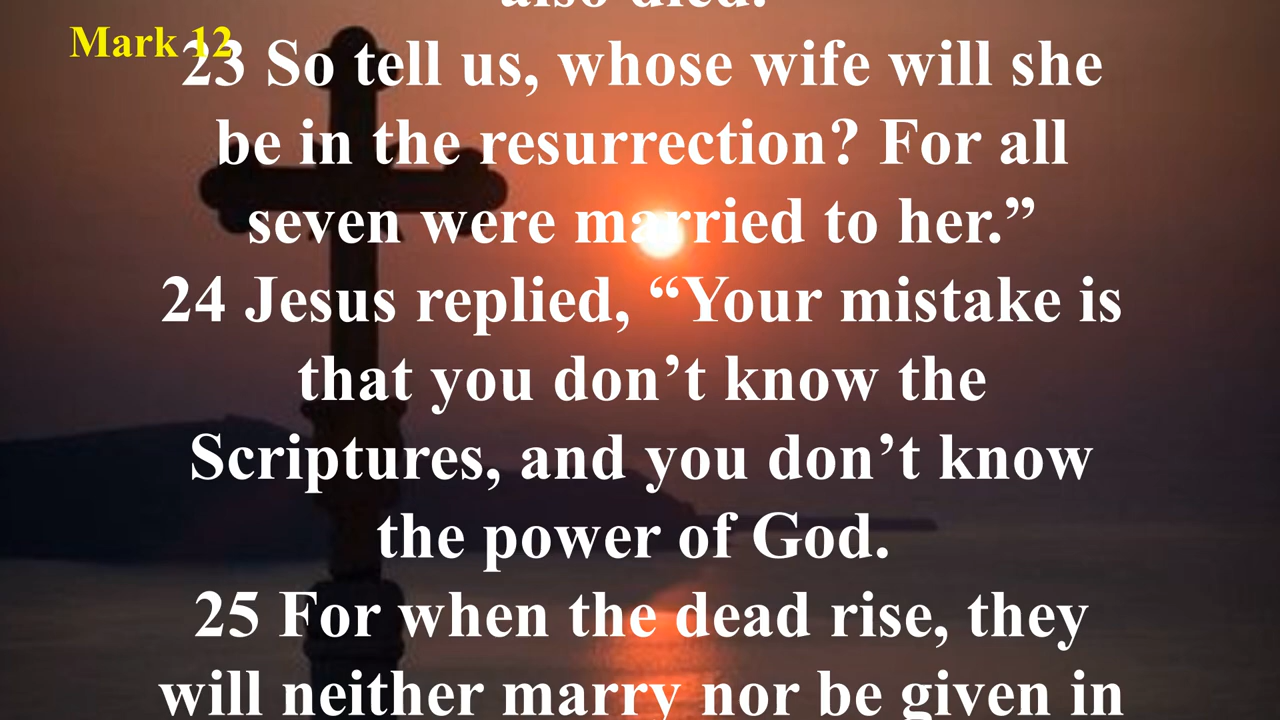 also died.
Mark 12
23 So tell us, whose wife will she
be in the resurrection? For all
seven were married to her.”
24 Jesus replied, “Your mistake is
that you don’t know the
Scriptures, and you don’t know
the power of God.
25 For when the dead rise, they
will neither marry nor be given in